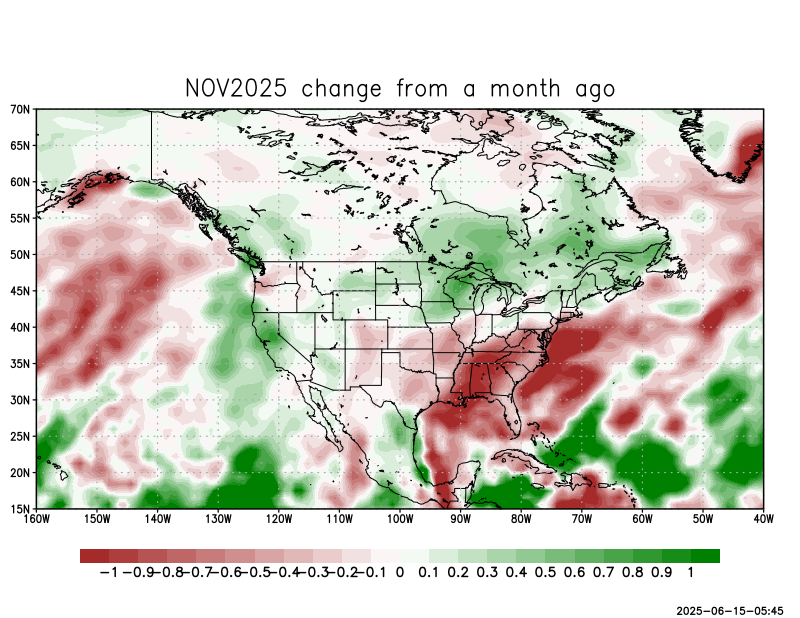 NOV2025 change from a month ago
70N
65N
60N
55N
50N
45N
40N
35N
30N
25N
20N
15N
160W 150W 140W 130W 120W 110W 100W 90W 80W 70W 60W 50W 40W
-1 -0.9 -0.8 -0.7 -0.6 -0.5 -0.4 -0.3 -0.2 -0.1 0 0.1 0.2 0.3 0.4 0.5 0.6 0.7 0.8 0.9 1
2025-06-15-05:45